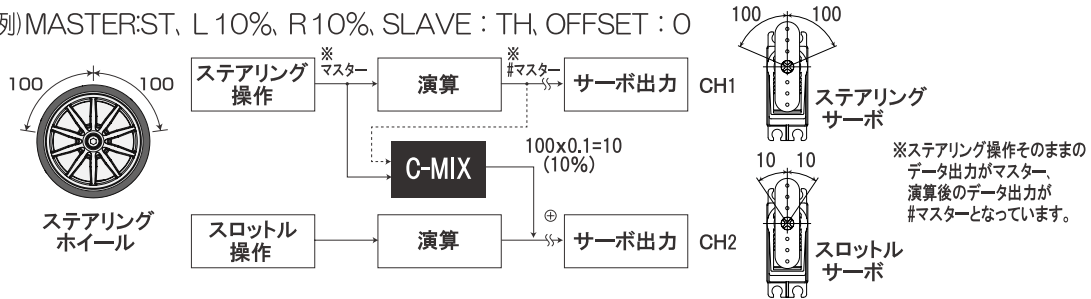 例)MASTER:ST、L 10%、R10%、SLAVE : TH、OFFSET : 0
100 100
ステアリング
ホイール
ステアリング
操作
※
マスター
演算
※
#マスター
サーボ出力
CH1
C-MIX
100x0.1=10
(10%)
スロットル
操作
演算
⊕
サーボ出力
CH2
100 100
ステアリング
サーボ
10 10
スロットル
サーボ
※ステアリング操作そのままの
データ出力がマスター、
演算後のデータ出力が
#マスターとなっています。